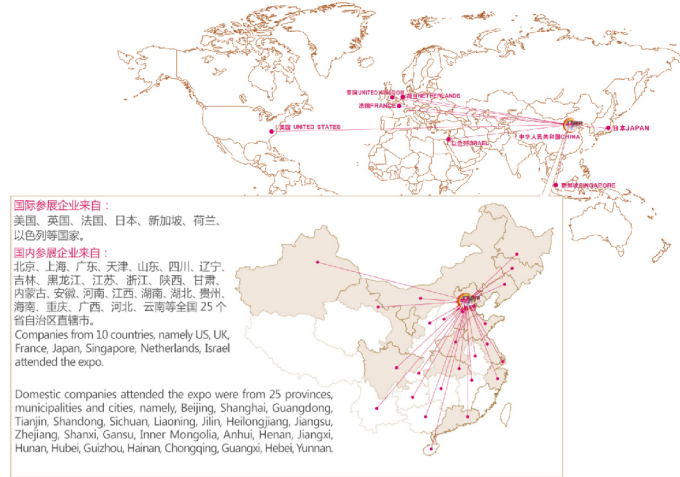 英国UNITED KINGDOM
荷兰NETHERLANDS
法国FRANCE
美国 UNITED STATES
日本JAPAN
中华人民共和国CHINA
以色列ISRAEL
新加坡SINGAPORE
国际参展企业来自：
美国、英国、法国、日本、新加坡、荷兰、
以色列等国家。
国内参展企业来自：
北京、上海、广东、天津、山东、四川、辽宁、
吉林、黑龙江、江苏、浙江、陕西、甘肃、
内蒙古、安徽、河南、江西、湖南、湖北、贵州、
海南、重庆、广西、河北、云南等全国 25 个
省自治区直辖市。
Companies from 10 countries, namely US, UK,
France, Japan, Singapore, Netherlands, Israel
attended the expo.
Domestic companies attended the expo were from 25 provinces,
municipalities and cities, namely, Beijing, Shanghai, Guangdong,
Tianjin, Shandong, Sichuan, Liaoning, Jilin, Heilongjiang, Jiangsu,
Zhejiang, Shanxi, Gansu, Inner Mongolia, Anhui, Henan, Jiangxi,
Hunan, Hubei, Guizhou, Hainan, Chongqing, Guangxi, Hebei, Yunnan.